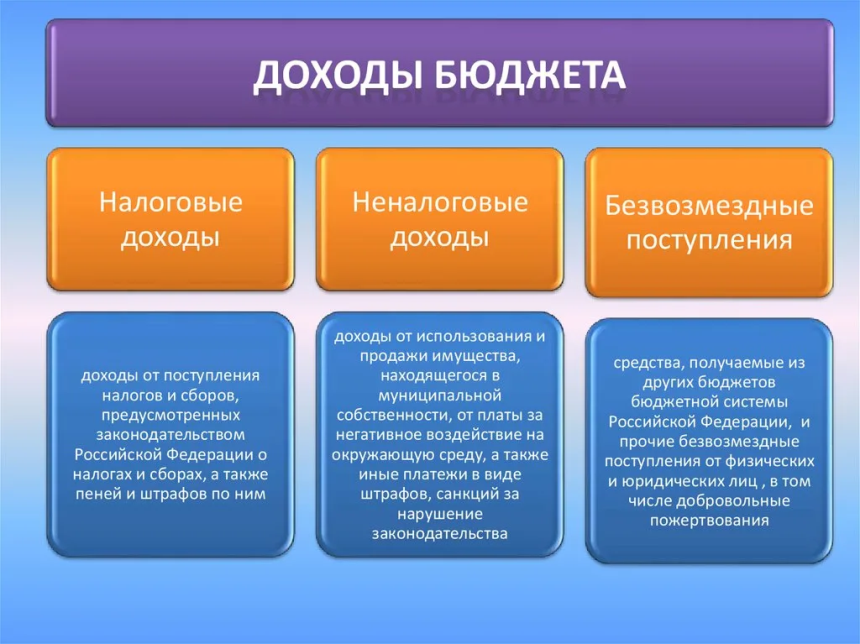 ДОХОДЫ БЮДЖЕТА
Налоговые
доходы
доходы от поступления
налогов и сборов,
предусмотренных
законодательством
Российской Федерации о
налогах и сборах, а также
пеней и штрафов по ним
Неналоговые
доходы
доходы от использования и
продажи имущества,
находящегося в
муниципальной
собственности, от платы за
негативное воздействие на
окружающую среду, а также
иные платежи в виде
штрафов, санкций за
нарушение
законодательства
Безвозмездные
поступления
средства, получаемые из
других бюджетов
бюджетной системы
Российской Федерации, и
прочие безвозмездные
поступления от физических
и юридических лиц , в том
числе добровольные
пожертвования